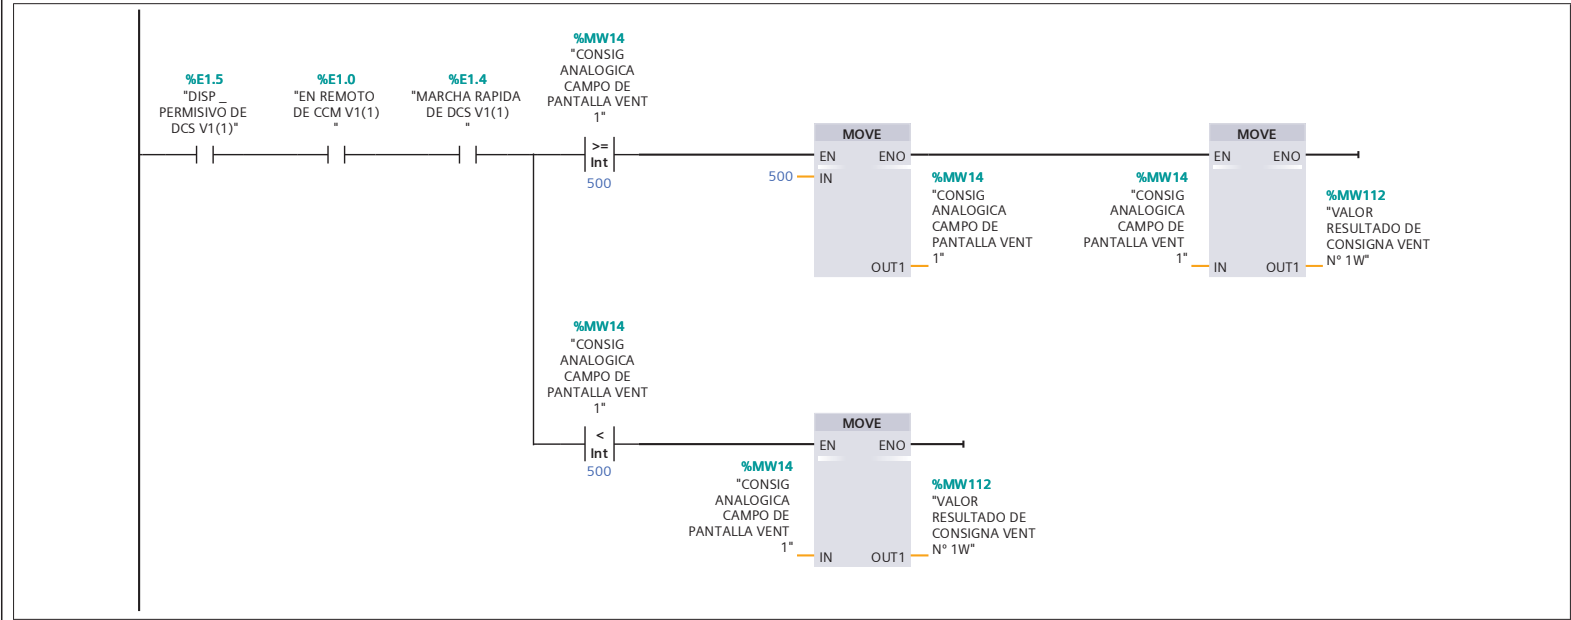 %E1.5
"DISP _
PERMISIVO DE
DCS V1(1)"
%E1.0
"EN REMOTO
DE CCM V1(1)
"
%E1.4
"MARCHA RAPIDA
DE DCS V1(1)
"
%MW14
"CONSIG
ANALOGICA
CAMPO DE
PANTALLA VENT
1"
>=
Int
500
MOVE
EN ENO
500 IN
OUT1
%MW14
"CONSIG
ANALOGICA
CAMPO DE
PANTALLA VENT
1"
%MW14
"CONSIG
ANALOGICA
CAMPO DE
PANTALLA VENT
1"
MOVE
EN ENO
IN OUT1
%MW112
"VALOR
RESULTADO DE
CONSIGNA VENT
Nº 1W"
%MW14
"CONSIG
ANALOGICA
CAMPO DE
PANTALLA VENT
1"
<
Int
500
%MW14
"CONSIG
ANALOGICA
CAMPO DE
PANTALLA VENT
1"
MOVE
EN ENO
IN OUT1
%MW112
"VALOR
RESULTADO DE
CONSIGNA VENT
Nº 1W"